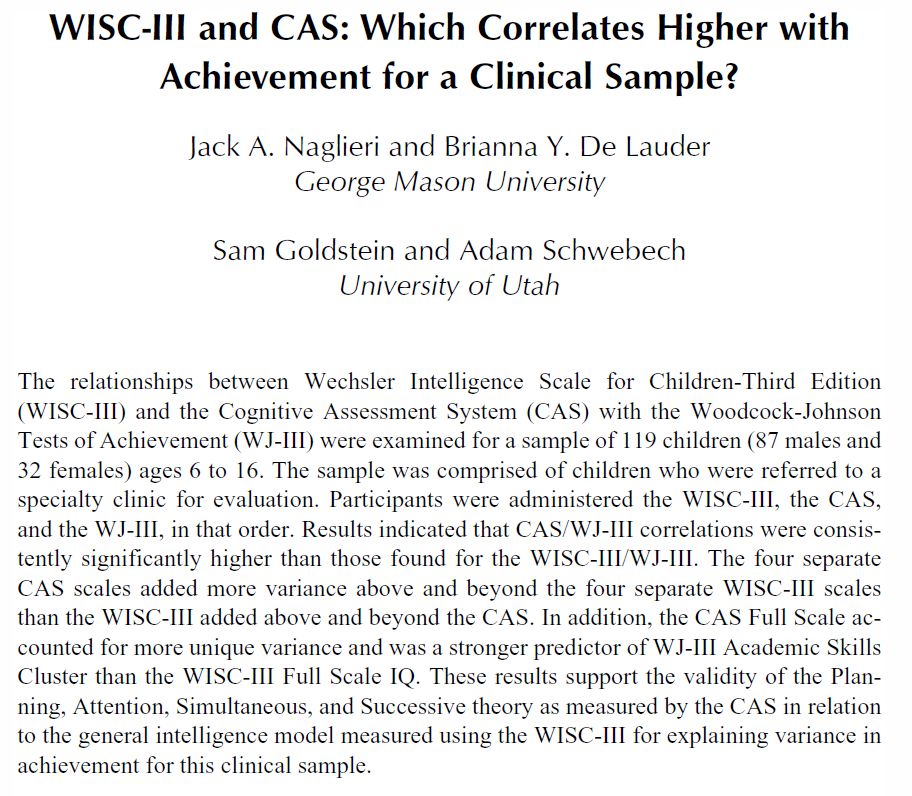 WISC-III and CAS: Which Correlates Higher with
Achievement for a Clinical Sample?
Jack A. Naglieri and Brianna Y. De Lauder
George Mason University
Sam Goldstein and Adam Schwebech
University of Utah
The relationships between Wechsler Intelligence Scale for Children-Third Edition
(WISC-III) and the Cognitive Assessment System (CAS) with the Woodcock-Johnson
Tests of Achievement (WJ-III) were examined for a sample of 119 children (87 males and
32 females) ages 6 to 16. The sample was comprised of children who were referred to a
specialty clinic for evaluation. Participants were administered the WISC-III, the CAS,
and the WJ-III, in that order. Results indicated that CAS/WJ-III correlations were consis-
tently significantly higher than those found for the WISC-III/WJ-III. The four separate
CAS scales added more variance above and beyond the four separate WISC-III scales
than the WISC-III added above and beyond the CAS. In addition, the CAS Full Scale ac-
counted for more unique variance and was a stronger predictor of WJ-III Academic Skills
Cluster than the WISC-III Full Scale IQ. These results support the validity of the Plan-
ning, Attention, Simultaneous, and Successive theory as measured by the CAS in relation
to the general intelligence model measured using the WISC-III for explaining variance in
achievement for this clinical sample.